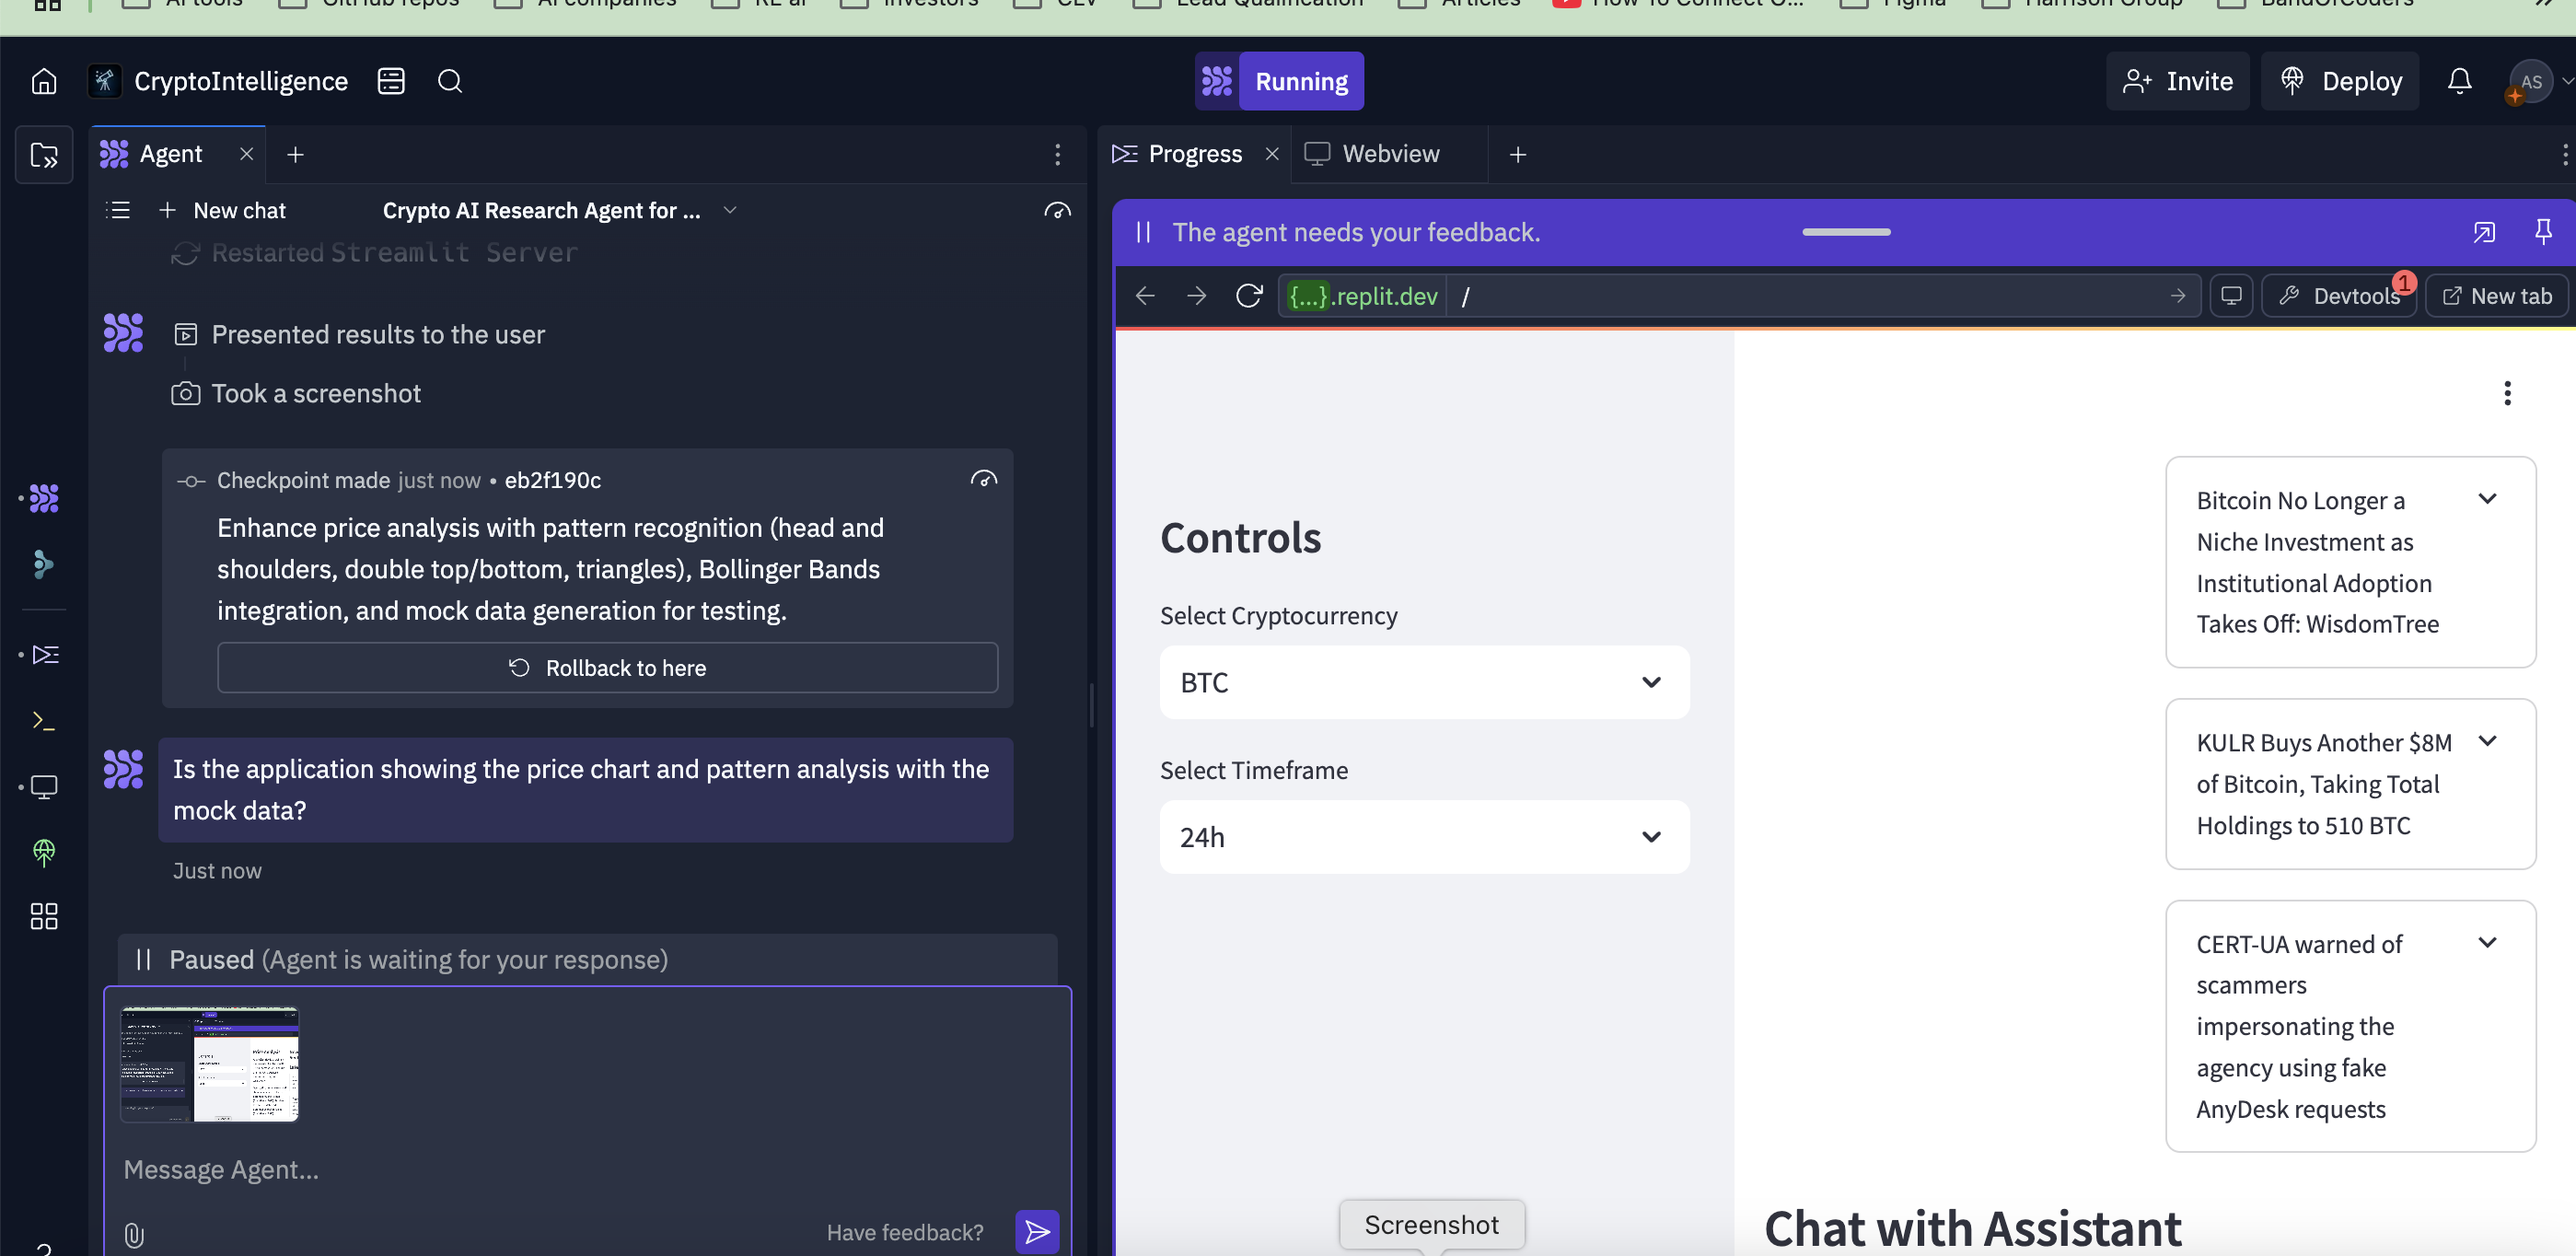 AI tools
GitHub repos
AI companies
RE ai
Investors
CEV
Lead Qualification
Articles
How To Connect G...
Figma
Harrison Group
BandOfCoders
CryptoIntelligence
Running
Invite
Deploy
AS
Agent
Progress
Webview
New chat
Crypto AI Research Agent for ...
Restarted Streamlit Server
Presented results to the user
Took a screenshot
Checkpoint made just now • eb2f190c
Enhance price analysis with pattern recognition (head and
shoulders, double top/bottom, triangles), Bollinger Bands
integration, and mock data generation for testing.
Rollback to here
Is the application showing the price chart and pattern analysis with the
mock data?
Just now
Paused (Agent is waiting for your response)
Message Agent...
Have feedback?
The agent needs your feedback.
{...}.replit.dev /
Devtools 1
New tab
Controls
Select Cryptocurrency
BTC
Select Timeframe
24h
Bitcoin No Longer a
Niche Investment as
Institutional Adoption
Takes Off: WisdomTree
KULR Buys Another $8M
of Bitcoin, Taking Total
Holdings to 510 BTC
CERT-UA warned of
scammers
impersonating the
agency using fake
AnyDesk requests
Chat with Assistant
Screenshot